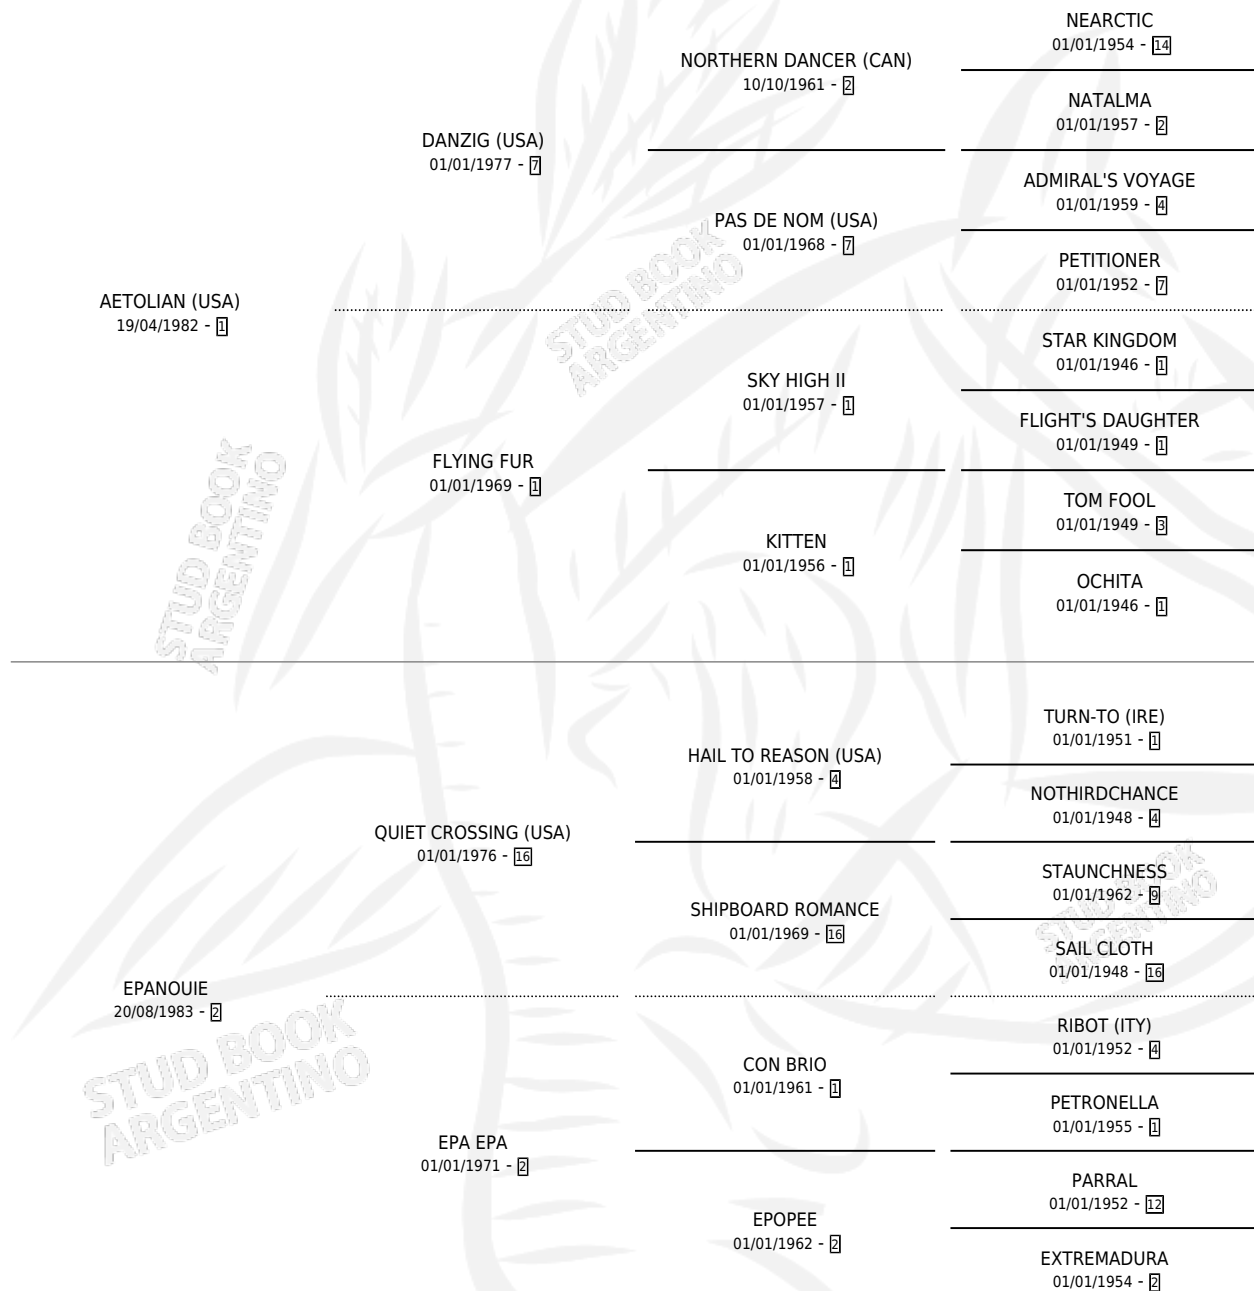 NEARCTIC
01/01/1954 - 14
NORTHERN DANCER (CAN)
10/10/1961 - 2
NATALMA
01/01/1957 - 2
DANZIG (USA)
01/01/1977 - 7
ADMIRAL'S VOYAGE
01/01/1959 - 4
PAS DE NOM (USA)
01/01/1968 - 7
PETITIONER
01/01/1952 - 7
AETOLIAN (USA)
19/04/1982 - 1
STAR KINGDOM
01/01/1946 - 1
SKY HIGH II
01/01/1957 - 1
FLIGHT'S DAUGHTER
01/01/1949 - 1
FLYING FUR
01/01/1969 - 1
TOM FOOL
01/01/1949 - 3
KITTEN
01/01/1956 - 1
OCHITA
01/01/1946 - 1
TURN-TO (IRE)
01/01/1951 - 1
HAIL TO REASON (USA)
01/01/1958 - 4
NOTHIRDCHANCE
01/01/1948 - 4
QUIET CROSSING (USA)
01/01/1976 - 16
STAUNCHNESS
01/01/1962 - 9
SHIPBOARD ROMANCE
01/01/1969 - 16
SAIL CLOTH
01/01/1948 - 16
EPANOUIE
20/08/1983 - 2
RIBOT (ITY)
01/01/1952 - 4
CON BRIO
01/01/1961 - 1
PETRONELLA
01/01/1955 - 1
EPA EPA
01/01/1971 - 2
PARRAL
01/01/1952 - 12
EPOPEE
01/01/1962 - 2
EXTREMADURA
01/01/1954 - 2
STUD BOOK
ARGENTINO
STUD BOOK
ARGENTINO
STUD BOOK
ARGENTINO
STUD BOOK
ARGENTINO